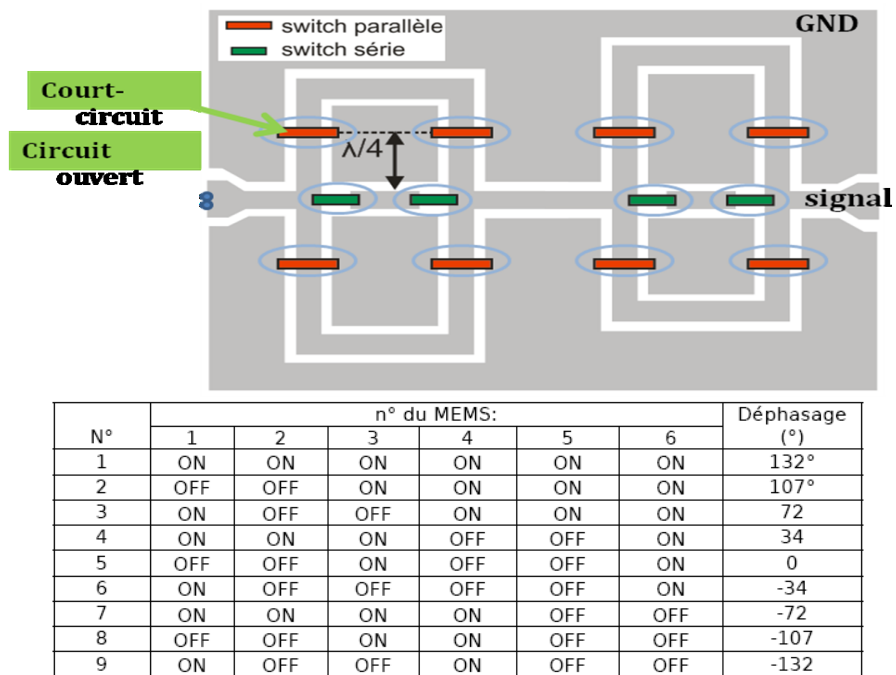 switch parallèle
switch série
GND
Court-
circuit
Circuit
ouvert
λ/4
signal
N° n° du MEMS: Déphasage (°)
1 2 3 4 5 6
1 ON ON ON ON ON ON 132°
2 OFF OFF ON ON ON ON 107°
3 ON OFF OFF ON ON ON 72
4 ON ON ON OFF OFF ON 34
5 OFF OFF ON OFF OFF ON 0
6 ON OFF OFF OFF OFF ON -34
7 ON ON ON ON OFF OFF -72
8 OFF OFF ON ON OFF OFF -107
9 ON OFF OFF ON OFF OFF -132